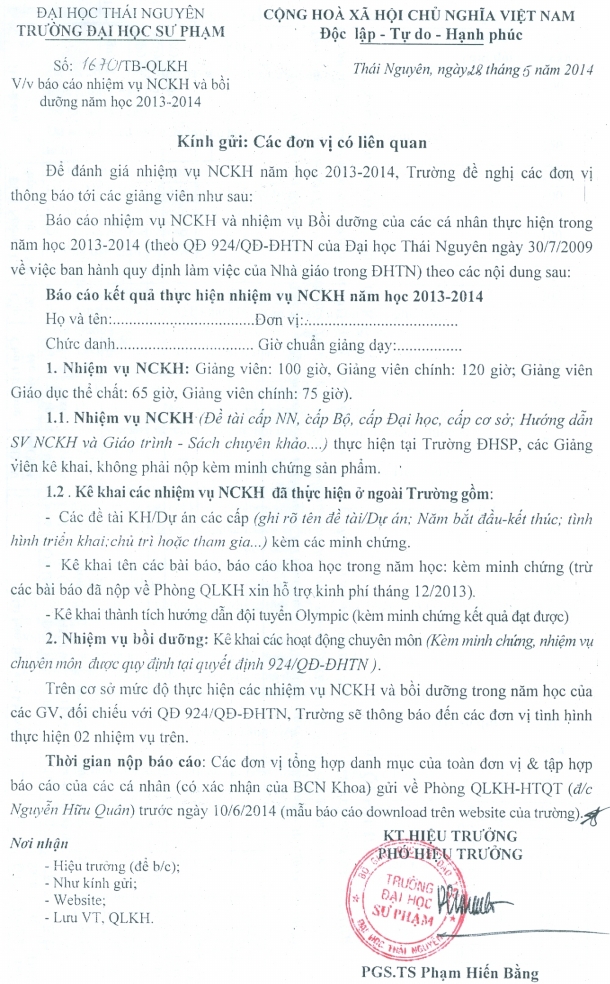 ĐẠI HỌC THÁI NGUYÊN
TRƯỜNG ĐẠI HỌC SƯ PHẠM
CỘNG HOÀ XÃ HỘI CHỦ NGHĨA VIỆT NAM
Độc lập - Tự do - Hạnh phúc
Số: 1670/TB-QLKH
V/v báo cáo nhiệm vụ NCKH và bồi
dưỡng năm học 2013-2014
Thái Nguyên, ngày 28 tháng 5 năm 2014
Kính gửi: Các đơn vị có liên quan
Để đánh giá nhiệm vụ NCKH năm học 2013-2014, Trường đề nghị các đơn vị
thông báo tới các giảng viên như sau:
Báo cáo nhiệm vụ NCKH và nhiệm vụ Bồi dưỡng của các cá nhân thực hiện trong
năm học 2013-2014 (theo QĐ 924/QĐ-ĐHTN của Đại học Thái Nguyên ngày 30/7/2009
về việc ban hành quy định làm việc của Nhà giáo trong ĐHTN) theo các nội dung sau:
Báo cáo kết quả thực hiện nhiệm vụ NCKH năm học 2013-2014
Họ và tên:..................................Đơn vị:....................................
Chức danh................................. Giờ chuẩn giảng dạy:................
1. Nhiệm vụ NCKH: Giảng viên: 100 giờ, Giảng viên chính: 120 giờ; Giảng viên
Giáo dục thể chất: 65 giờ, Giảng viên chính: 75 giờ).
1.1. Nhiệm vụ NCKH (Đề tài cấp NN, cấp Bộ, cấp Đại học, cấp cơ sở; Hướng dẫn
SV NCKH và Giáo trình - Sách chuyên khảo....) thực hiện tại Trường ĐHSP, các Giảng
viên kê khai, không phải nộp kèm minh chứng sản phẩm.
1.2 . Kê khai các nhiệm vụ NCKH đã thực hiện ở ngoài Trường gồm:
- Các đề tài KH/Dự án các cấp (ghi rõ tên đề tài/Dự án; Năm bắt đầu-kết thúc; tình
hình triển khai;chủ trì hoặc tham gia...) kèm các minh chứng.
- Kê khai tên các bài báo, báo cáo khoa học trong năm học: kèm minh chứng (trừ
các bài báo đã nộp về Phòng QLKH xin hỗ trợ kinh phí tháng 12/2013).
- Kê khai thành tích hướng dẫn đội tuyển Olympic (kèm minh chứng kết quả đạt được)
2. Nhiệm vụ bồi dưỡng: Kê khai các hoạt động chuyên môn (Kèm minh chứng, nhiệm vụ
chuyên môn được quy định tại quyết định 924/QĐ-ĐHTN ).
Trên cơ sở mức độ thực hiện các nhiệm vụ NCKH và bồi dưỡng trong năm học của
các GV, đối chiếu với QĐ 924/QĐ-ĐHTN, Trường sẽ thông báo đến các đơn vị tình hình
thực hiện 02 nhiệm vụ trên.
Thời gian nộp báo cáo: Các đơn vị tổng hợp danh mục của toàn đơn vị & tập hợp
báo cáo của các cá nhân (có xác nhận của BCN Khoa) gửi về Phòng QLKH-HTQT (đ/c
Nguyễn Hữu Quân) trước ngày 10/6/2014 (mẫu báo cáo download trên website của trường).
KT.HIỆU TRƯỞNG
PHÓ HIỆU TRƯỞNG
Nơi nhận
- Hiệu trưởng (để b/c);
- Như kính gửi;
- Website;
- Lưu VT, QLKH.
TRƯỜNG
ĐẠI HỌC
SƯ PHẠM
ĐẠI HỌC THÁI NGUYÊN
PGS.TS Phạm Hiến Bằng